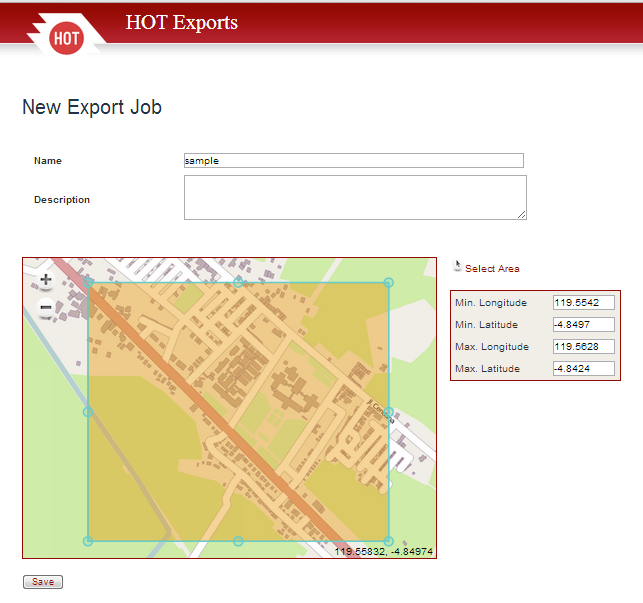 HOT
HOT Exports
New Export Job
Name
sample
Description
Select Area
Min. Longitude
119.5542
Min. Latitude
-4.8497
Max. Longitude
119.5628
Max. Latitude
-4.8424
119.55832, -4.84974
Save